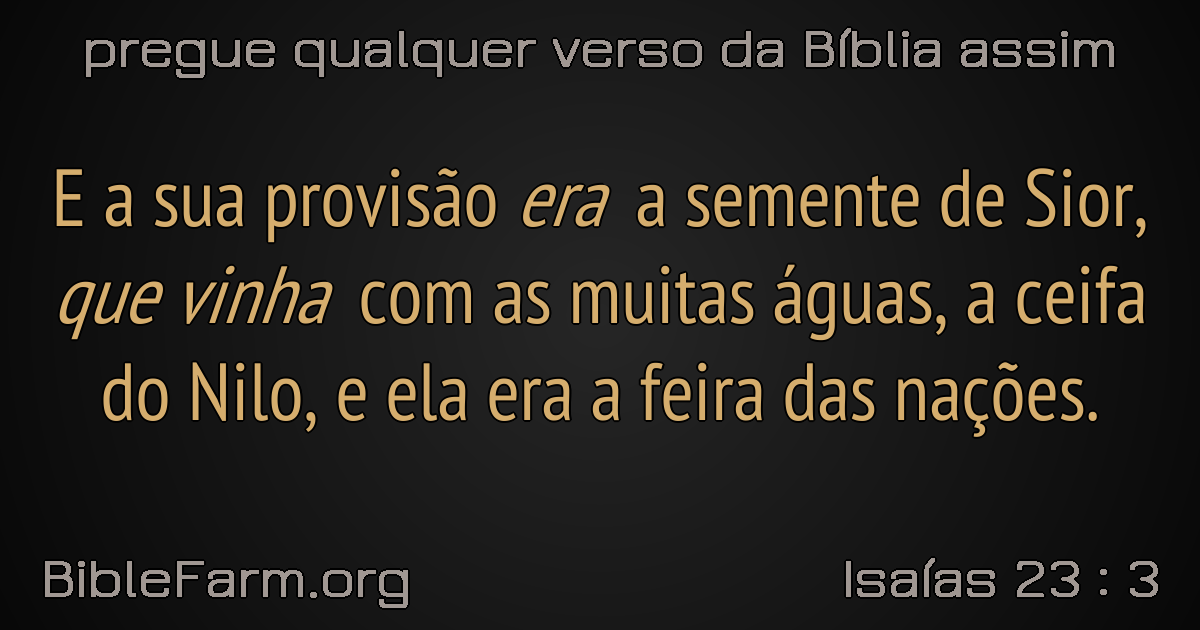 pregue qualquer verso da Bíblia assim
E a sua provisão era a semente de Sior,
que vinha com as muitas águas, a ceifa
do Nilo, e ela era a feira das nações.
BibleFarm.org
Isaías 23 : 3